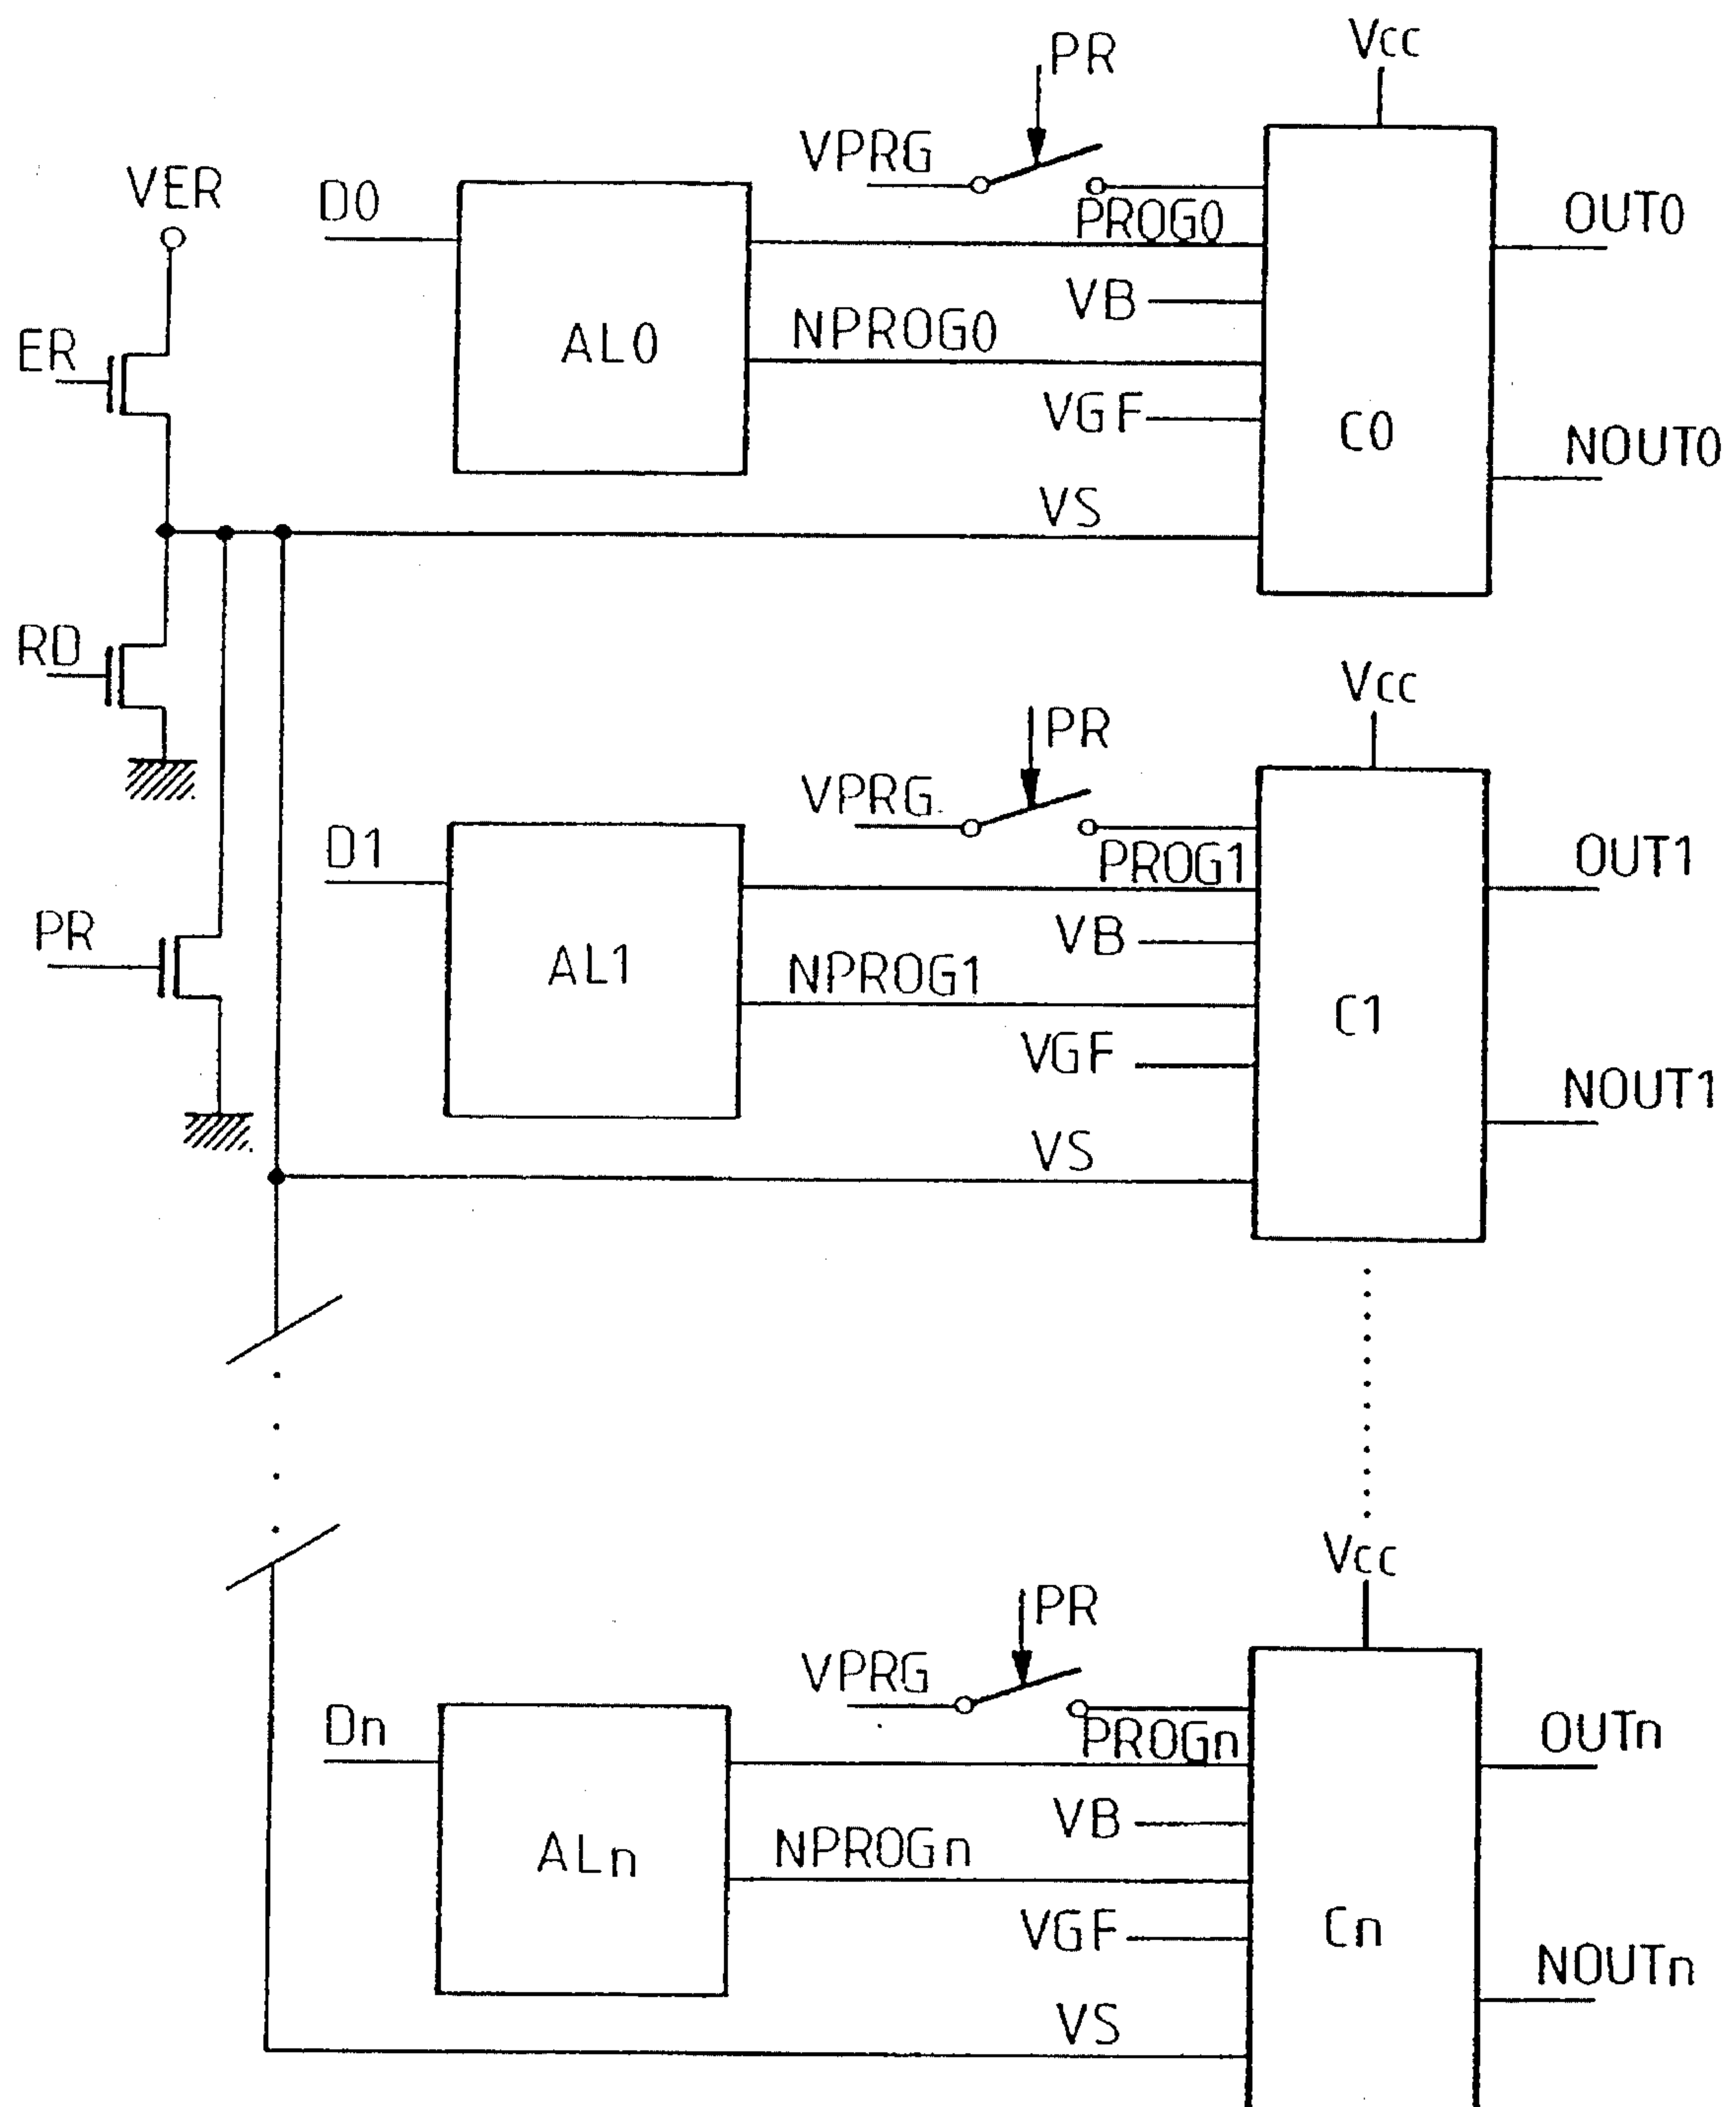 Vcc
PR
VPRG
VER
D0
PROG0
OUT0
VB
ER
AL0
NPROG0
VGF
C0
NOUT0
VS
RD
Vcc
PR
VPRG
D1
PROG1
OUT1
PR
VB
AL1
NPROG1
C1
VGF
NOUT1
VS
Vcc
PR
VPRG
Dn
PROGn
OUTn
VB
ALn
NPROGn
VGF
Cn
NOUTn
VS